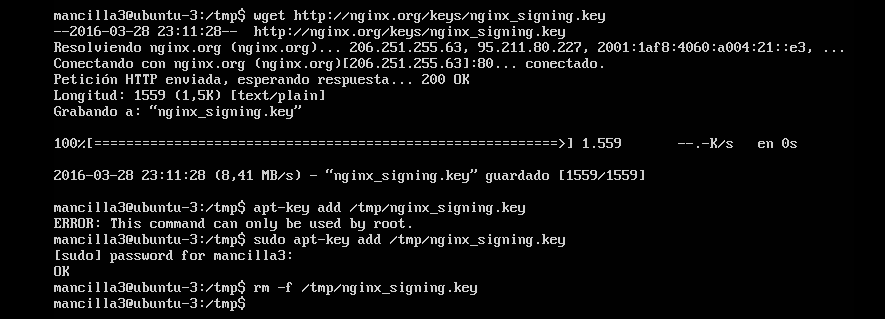 mancilla3@ubuntu-3:/tmp$ wget http://nginx.org/keys/nginx_signing.key
--2016-03-28 23:11:28--  http://nginx.org/keys/nginx_signing.key
Resolviendo nginx.org (nginx.org)... 206.251.255.63, 95.211.80.227, 2001:1af8:4060:a004:21::e3, ...
Conectando con nginx.org (nginx.org)[206.251.255.63]:80... conectado.
Petición HTTP enviada, esperando respuesta... 200 OK
Longitud: 1559 (1,5K) [text/plain]
Grabando a: “nginx_signing.key”
100%[==========================================================>] 1.559       --.-K/s   en 0s
2016-03-28 23:11:28 (8,41 MB/s) - “nginx_signing.key” guardado [1559/1559]
mancilla3@ubuntu-3:/tmp$ apt-key add /tmp/nginx_signing.key
ERROR: This command can only be used by root.
mancilla3@ubuntu-3:/tmp$ sudo apt-key add /tmp/nginx_signing.key
[sudo] password for mancilla3:
OK
mancilla3@ubuntu-3:/tmp$ rm -f /tmp/nginx_signing.key
mancilla3@ubuntu-3:/tmp$